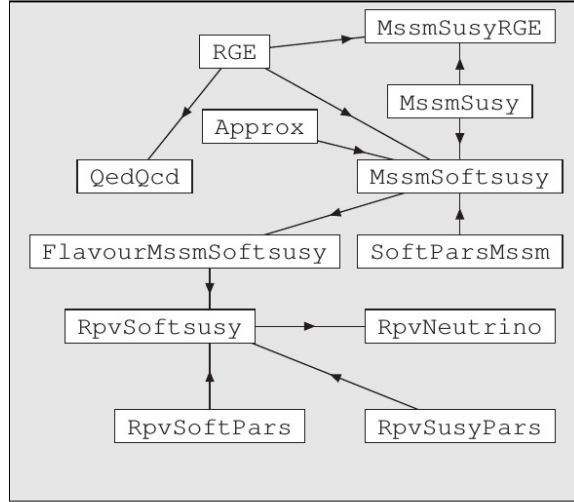 MssmSusyRGE
RGE
MssmSusy
Approx
QedQcd
MssmSoftsusy
FlavourMssmSoftsusy
SoftParsMssm
RpvSoftsusy
RpvNeutrino
RpvSoftPars
RpvSusyPars